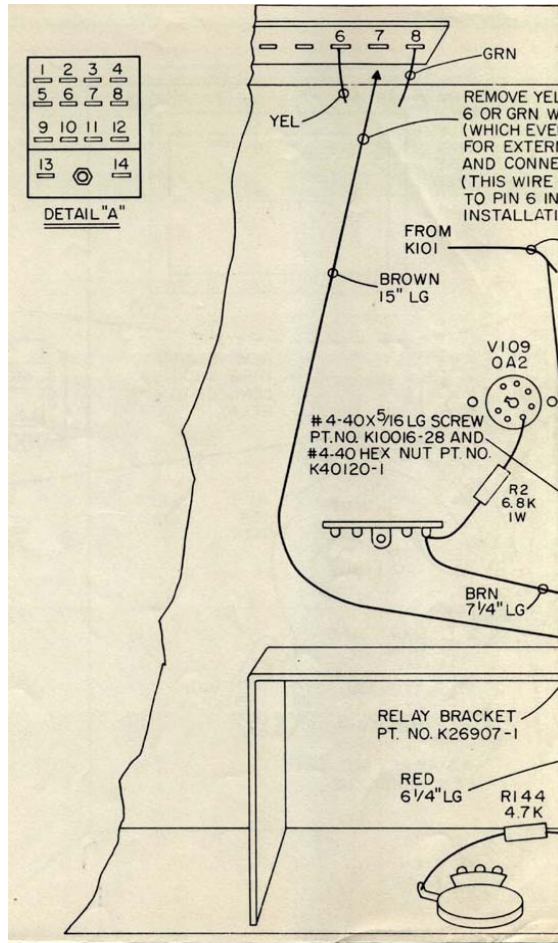 6 7 8
GRN
YEL
1 2 3 4
5 6 7 8
9 10 11 12
13 14
DETAIL "A"
REMOVE YEL
6 OR GRN W
(WHICH EVE
FOR EXTERI
AND CONNE
(THIS WIRE
TO PIN 6 IN
INSTALLATI
FROM
K101
BROWN
15" LG
V109
OA2
#4-40X5/16 LG SCREW
PT.NO. K10016-28 AND
#4-40 HEX NUT PT. NO.
K40120-1
R2
6.8K
1W
BRN
7 1/4" LG
RELAY BRACKET
PT. NO. K26907-1
RED
6 1/4" LG
R144
4.7K